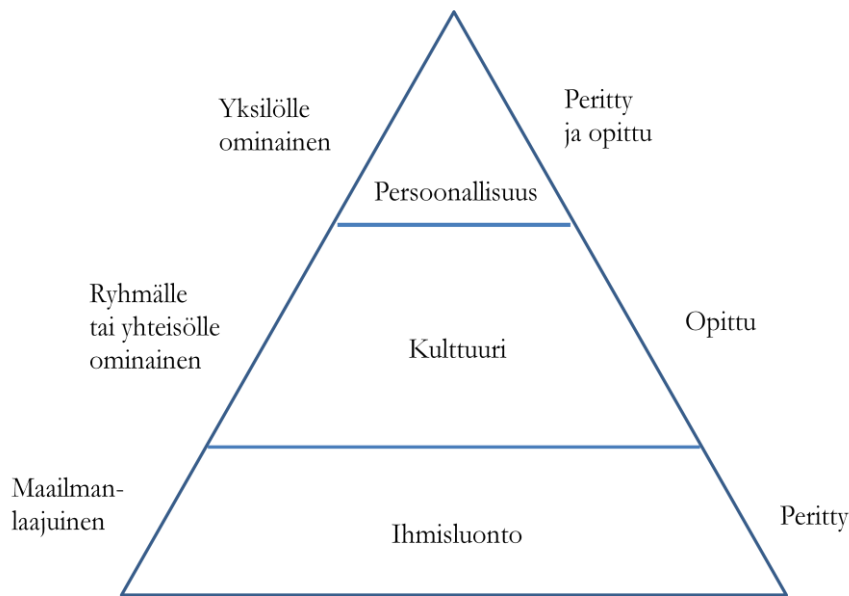 Yksilölle
ominainen
Peritty
ja opittu
Persoonallisuus
Ryhmälle
tai yhteisölle
ominainen
Kulttuuri
Opittu
Maailman-
laajuinen
Ihmisluonto
Peritty